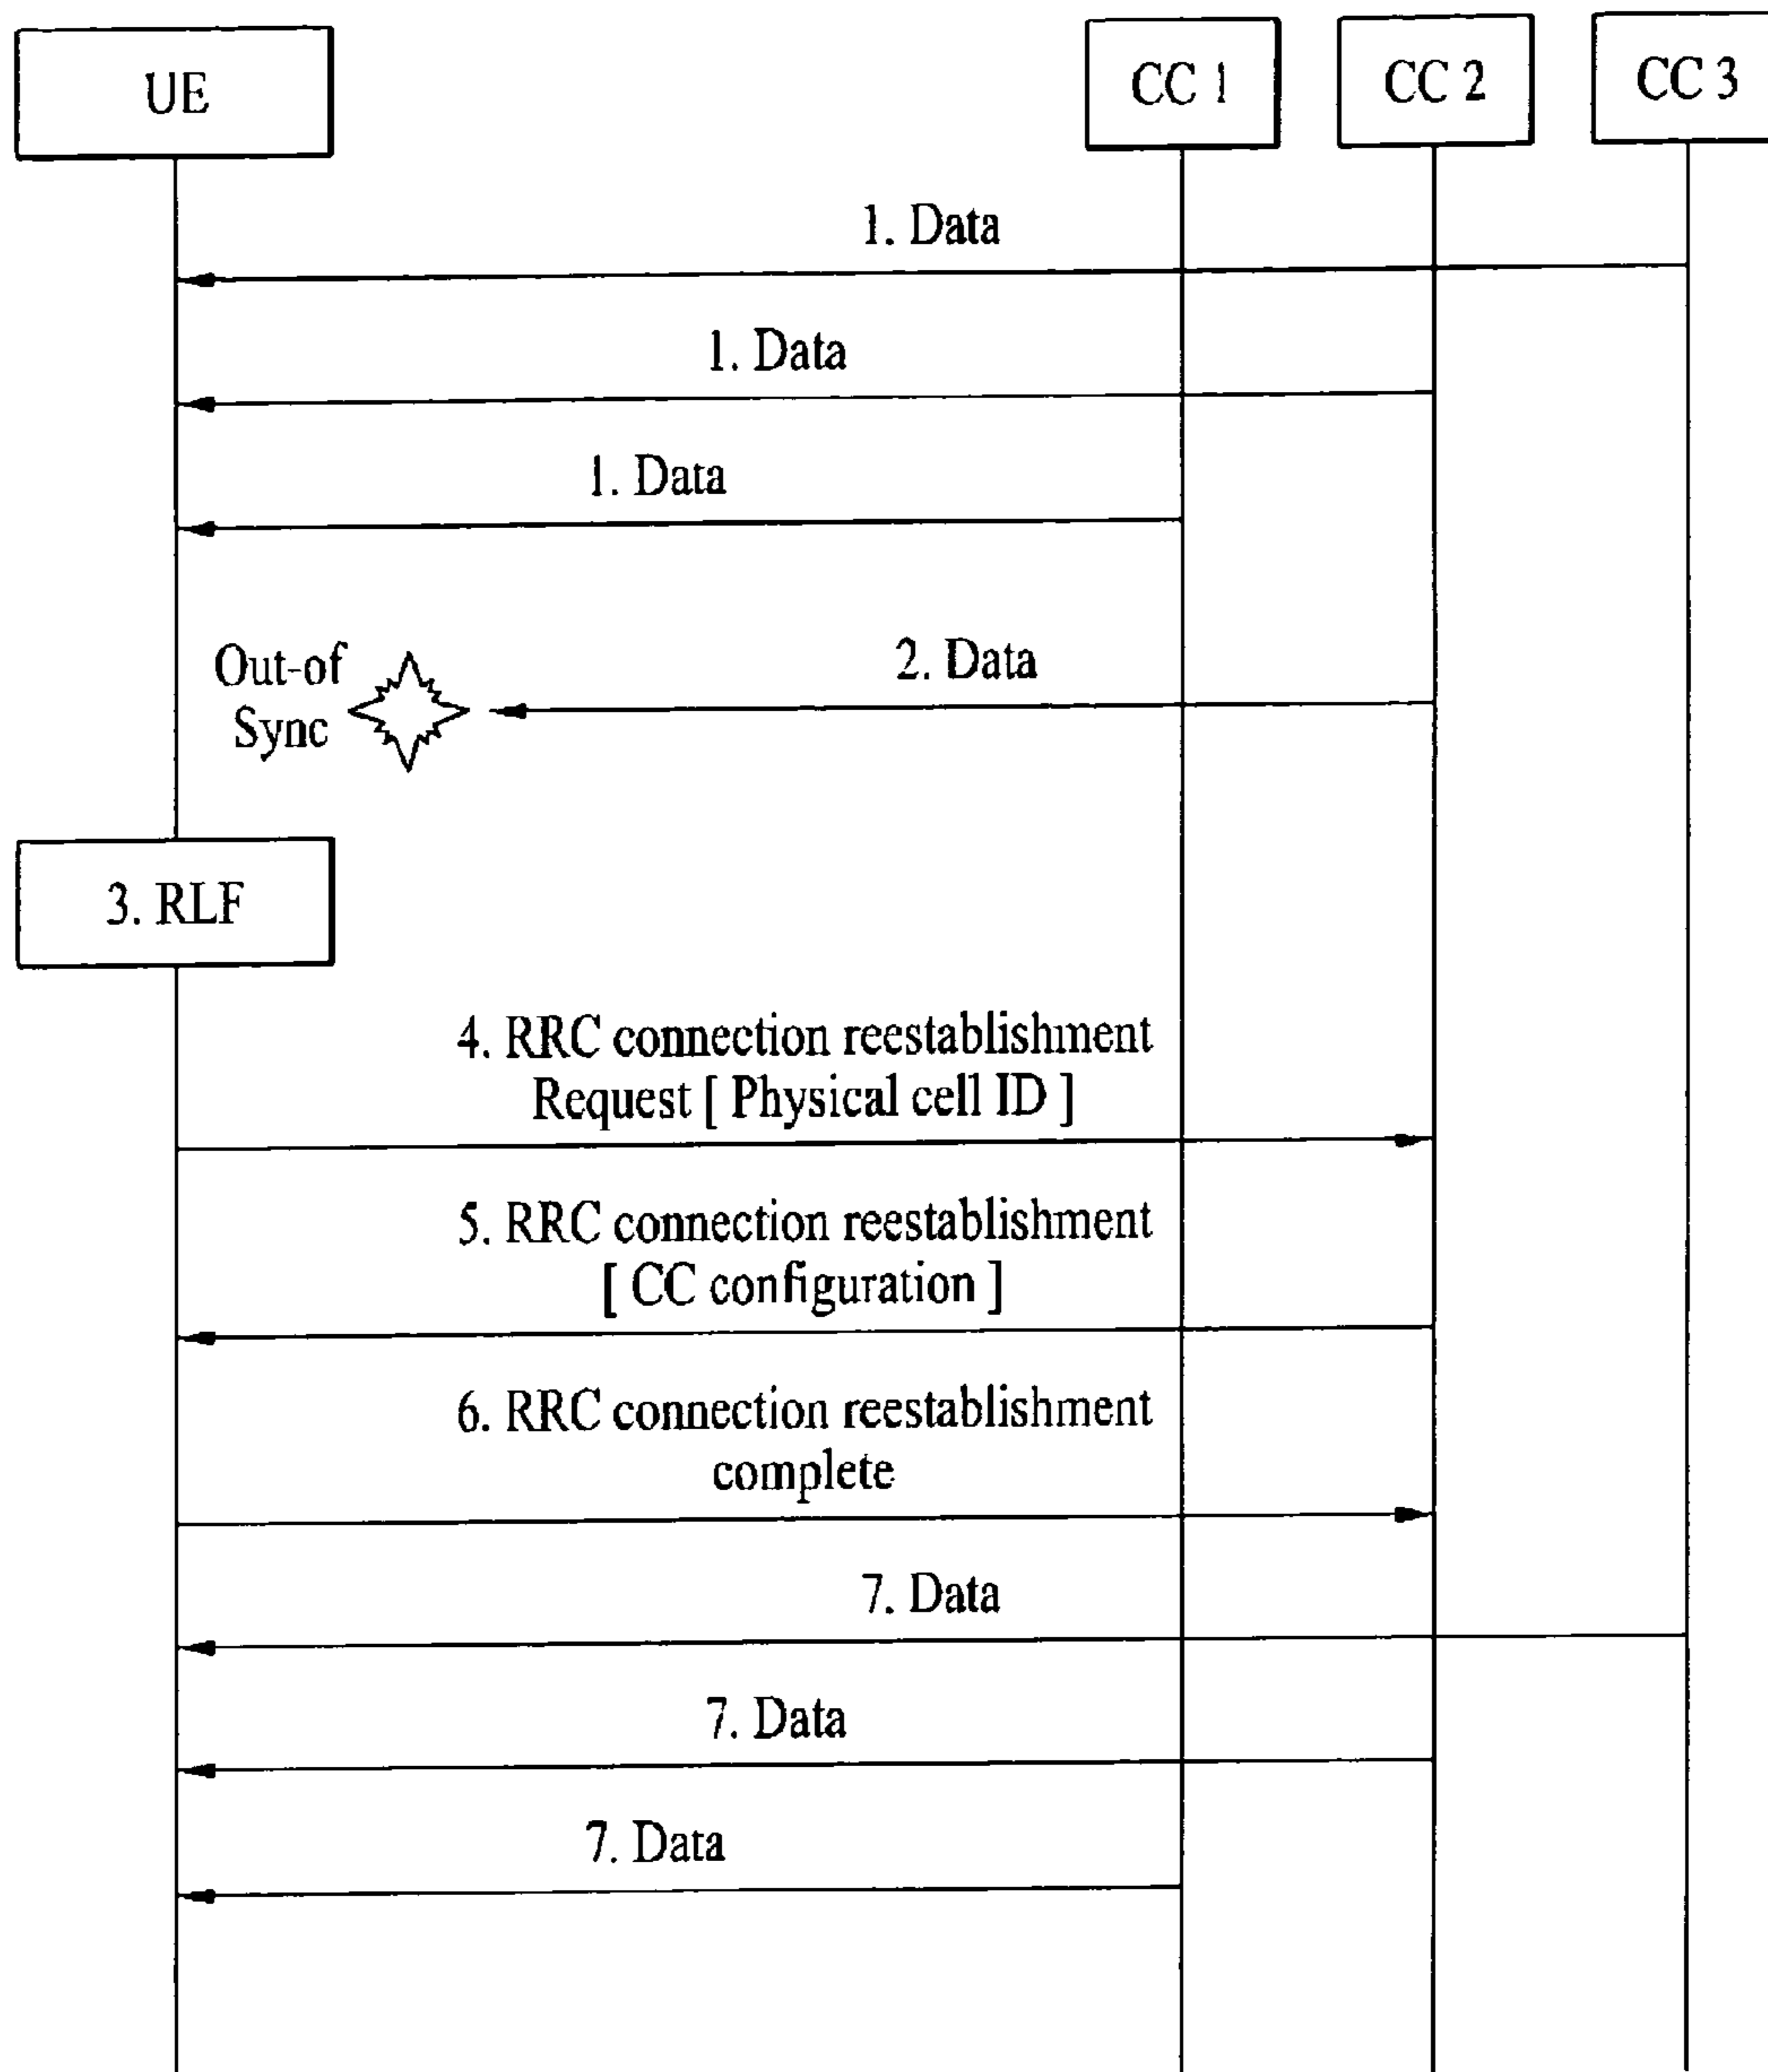 UE
CC 1
CC 2
CC 3
1. Data
1. Data
1. Data
Out-of
Sync
2. Data
3. RLF
4. RRC connection reestablishment
Request [ Physical cell ID ]
5. RRC connection reestablishment
[ CC configuration ]
6. RRC connection reestablishment
complete
7. Data
7. Data
7. Data